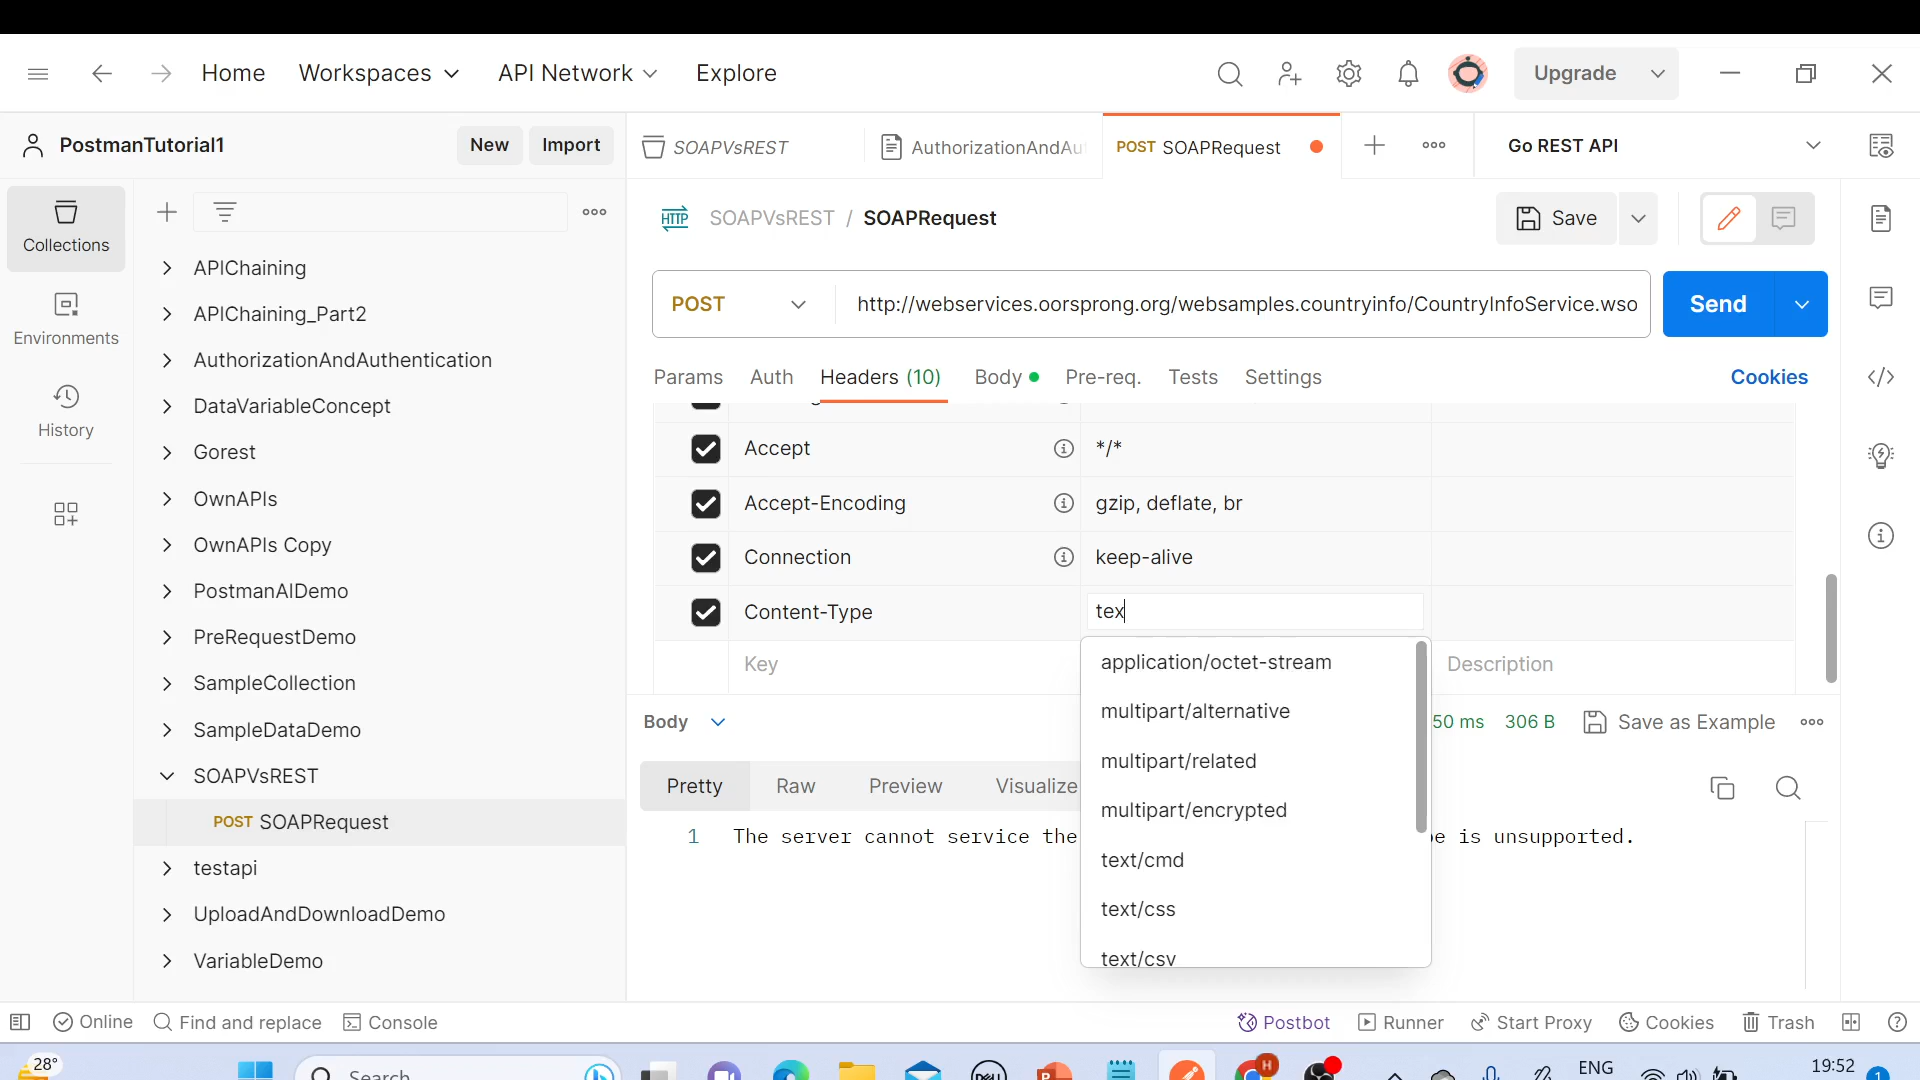 Home Workspaces API Network Explore Upgrade
PostmanTutorial1 New Import
SOAPVsREST AuthorizationAndAu POST SOAPRequest Go REST API
Collections
Environments
History
APIChaining
APIChaining_Part2
AuthorizationAndAuthentication
DataVariableConcept
Gorest
OwnAPIs
OwnAPIs Copy
PostmanAIDemo
PreRequestDemo
SampleCollection
SampleDataDemo
SOAPVsREST
POST SOAPRequest
testapi
UploadAndDownloadDemo
VariableDemo
HTTP SOAPVsREST / SOAPRequest Save
POST http://webservices.oorsprong.org/websamples.countryinfo/CountryInfoService.wso Send
Params Auth Headers (10) Body Pre-req. Tests Settings Cookies
Accept */*
Accept-Encoding gzip, deflate, br
Connection keep-alive
Content-Type tex
Key Description
application/octet-stream
multipart/alternative
multipart/related
multipart/encrypted
text/cmd
text/css
text/csv
Body 50 ms 306 B Save as Example
Pretty Raw Preview Visualize
1 The server cannot service the is unsupported.
Online Find and replace Console Postbot Runner Start Proxy Cookies Trash
28° Search DELL H ENG 19:52 1